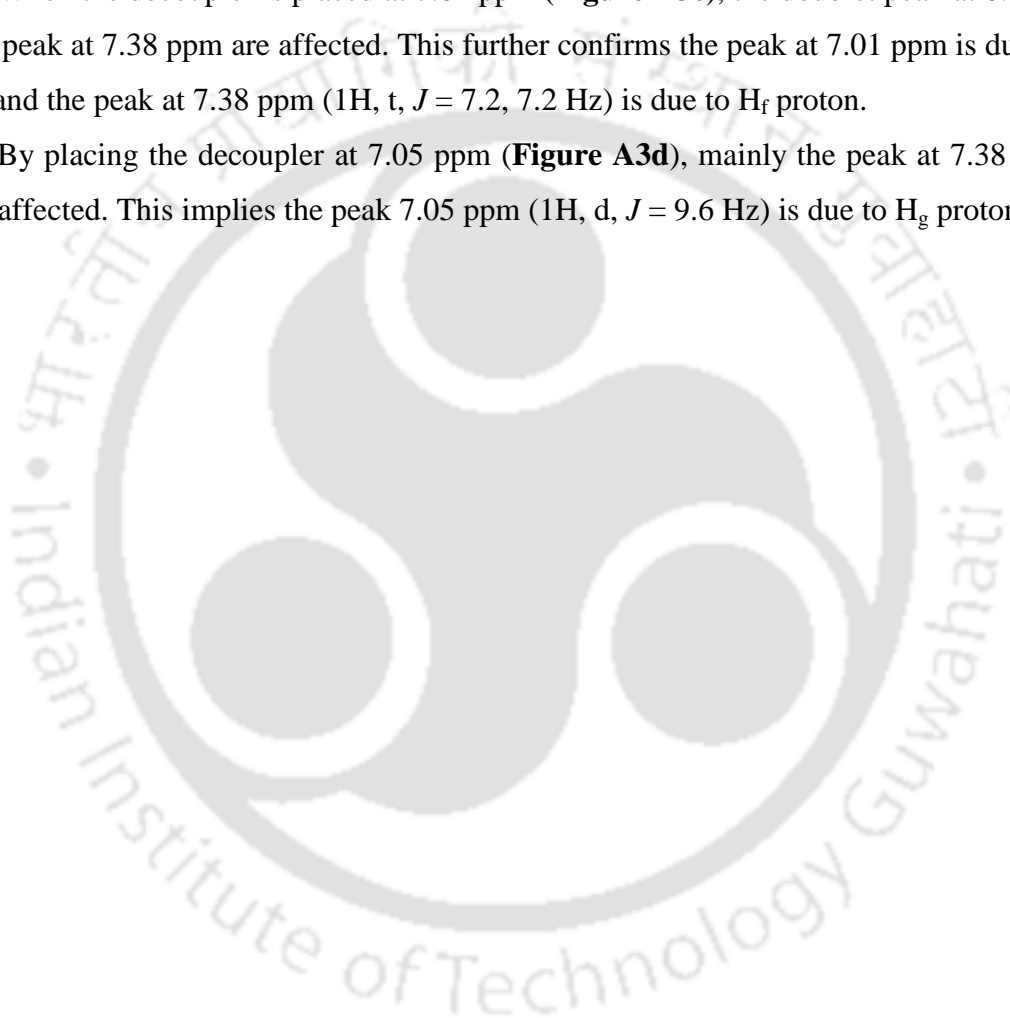 peak at 7.38 ppm are affected. This further confirms the peak at 7.01 ppm is
and the peak at 7.38 ppm (1H, t, J = 7.2, 7.2 Hz) is due to Hf proton.
By placing the decoupler at 7.05 ppm (Figure A3d), mainly the peak at 7.38
affected. This implies the peak 7.05 ppm (1H, d, J = 9.6 Hz) is due to Hg proton
भारतीय प्रौद्योगिकी संस्थान गुवाहाटी
• Indian Institute of Technology Guwahati •